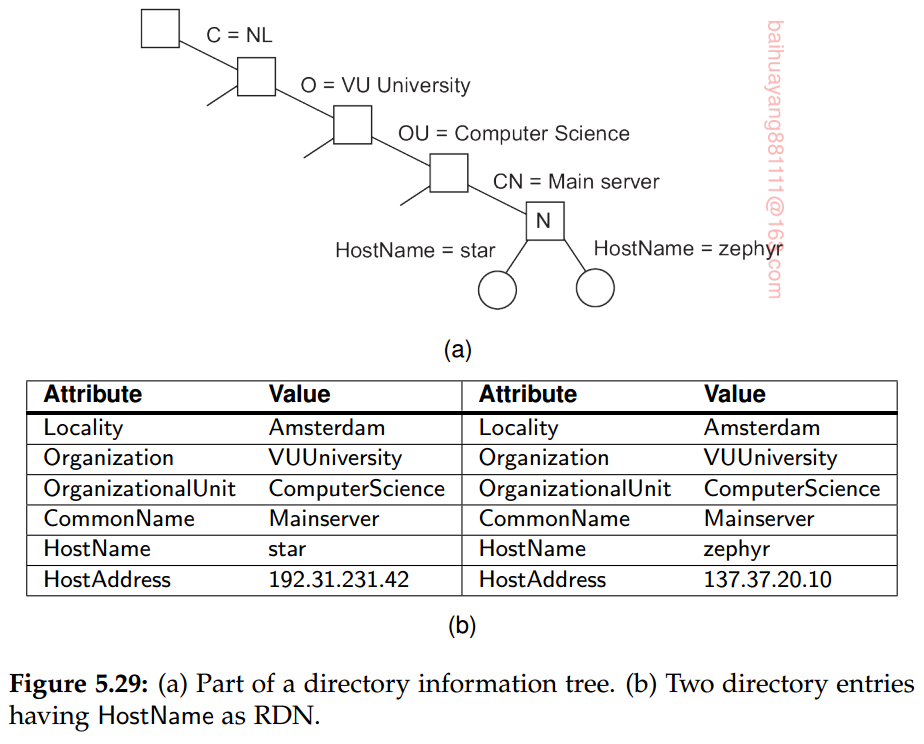 C = NL
O = VU University
OU = Computer Science
CN = Main server
N
HostName = star
HostName = zephyr
baihuayang881111@163.com
(a)
Attribute Value Attribute Value
Locality Amsterdam Locality Amsterdam
Organization VUUniversity Organization VUUniversity
OrganizationalUnit ComputerScience OrganizationalUnit ComputerScience
CommonName Mainserver CommonName Mainserver
HostName star HostName zephyr
HostAddress 192.31.231.42 HostAddress 137.37.20.10
(b)
Figure 5.29: (a) Part of a directory information tree. (b) Two directory entries
having HostName as RDN.